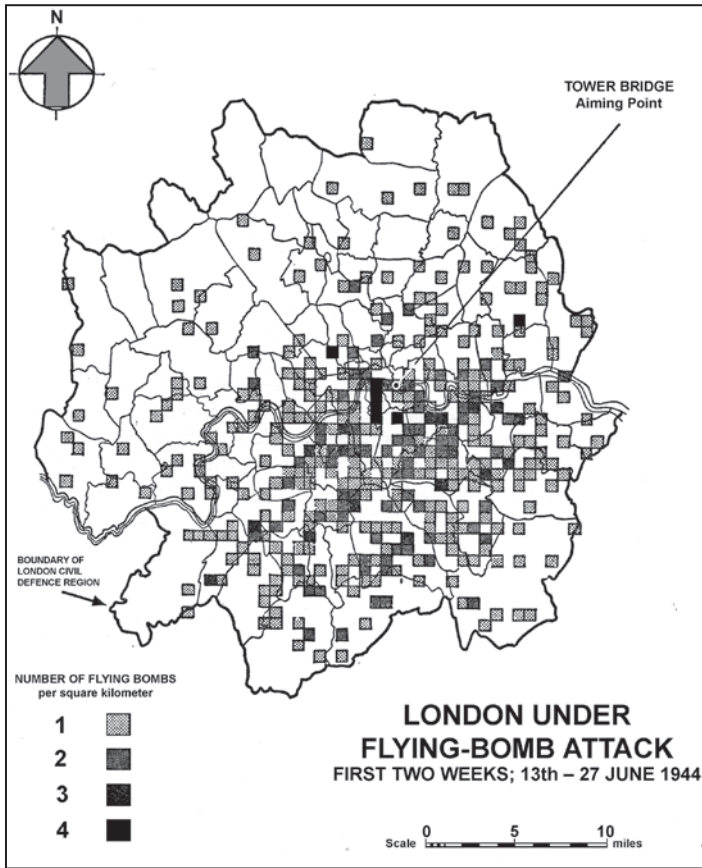 N
TOWER BRIDGE
Aiming Point
BOUNDARY OF
LONDON CIVIL
DEFENCE REGION
NUMBER OF FLYING BOMBS
per square kilometer
1
2
3
4
LONDON UNDER
FLYING-BOMB ATTACK
FIRST TWO WEEKS; 13th – 27 JUNE 1944
Scale 0 5 10 miles